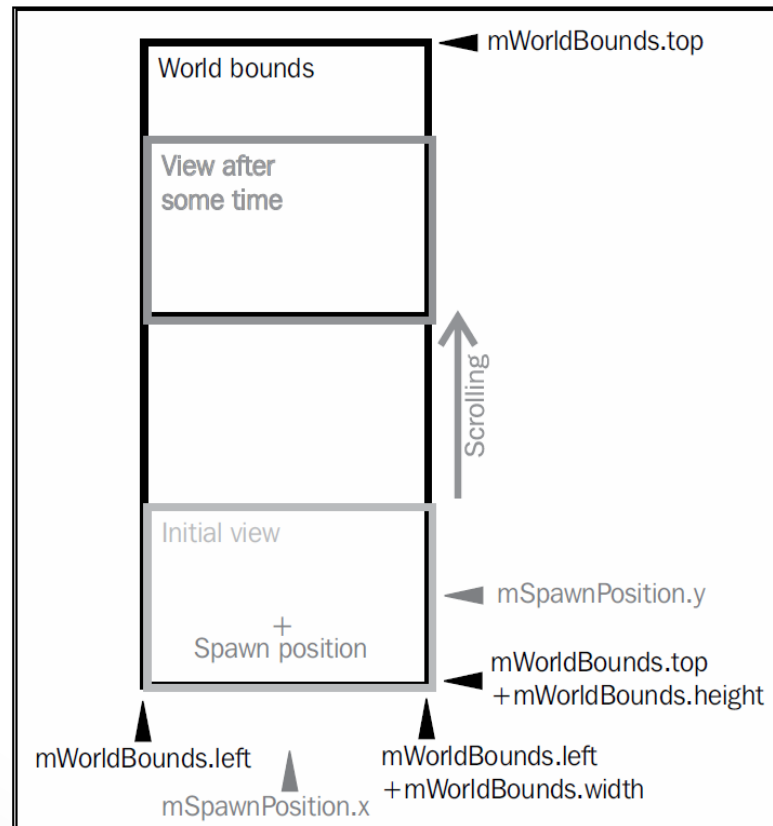 mWorldBounds.top
World bounds
View after
some time
Scrolling
Initial view
mSpawnPosition.y
+
Spawn position
mWorldBounds.top
+mWorldBounds.height
mWorldBounds.left
mWorldBounds.left
+mWorldBounds.width
mSpawnPosition.x